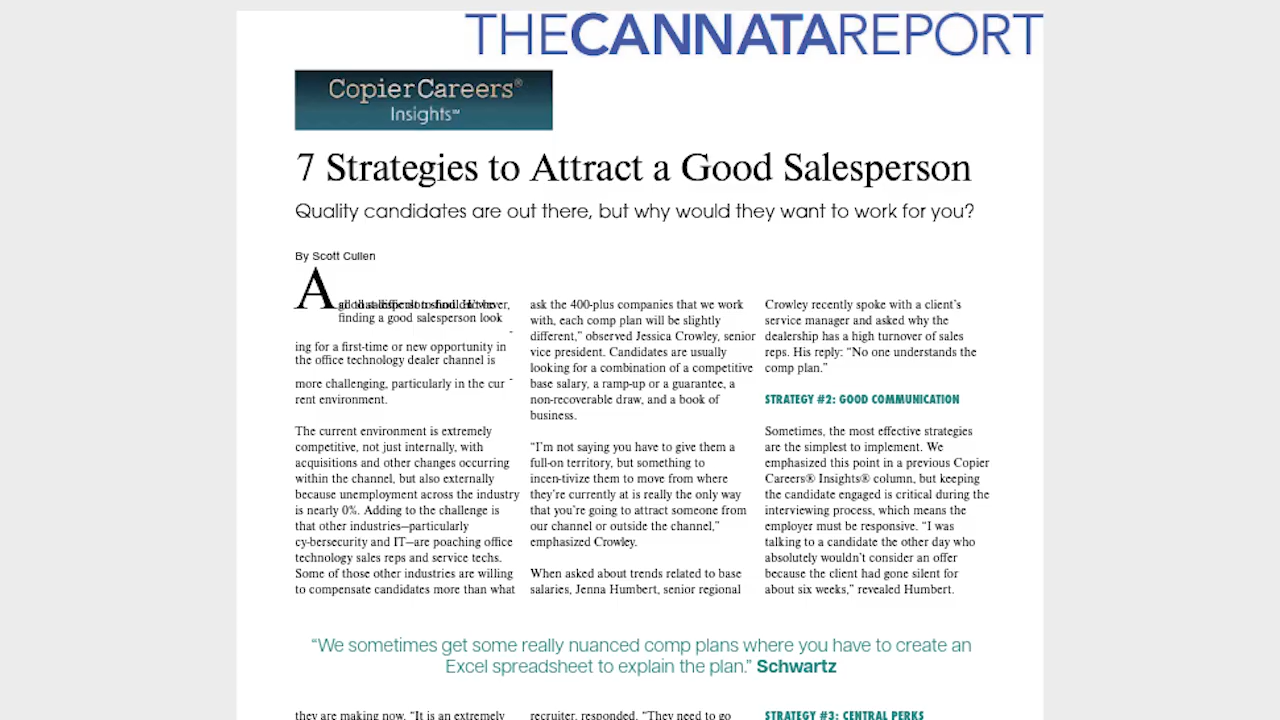 THECANNATAREPORT
CopierCareers®
Insights℠
7 Strategies to Attract a Good Salesperson
Quality candidates are out there, but why would they want to work for you?
By Scott Cullen
A
finding a good salesperson look
-
ing for a first-time or new opportunity in
the office technology dealer channel is
more challenging, particularly in the cur -
rent environment.
The current environment is extremely
competitive, not just internally, with
acquisitions and other changes occurring
within the channel, but also externally
because unemployment across the industry
is nearly 0%. Adding to the challenge is
that other industries—particularly
cy-bersecurity and IT—are poaching office
technology sales reps and service techs.
Some of those other industries are willing
to compensate candidates more than what
ask the 400-plus companies that we work
with, each comp plan will be slightly
different,” observed Jessica Crowley, senior
vice president. Candidates are usually
looking for a combination of a competitive
base salary, a ramp-up or a guarantee, a
non-recoverable draw, and a book of
business.
“I’m not saying you have to give them a
full-on territory, but something to
incen-tivize them to move from where
they’re currently at is really the only way
that you’re going to attract someone from
our channel or outside the channel,”
emphasized Crowley.
When asked about trends related to base
salaries, Jenna Humbert, senior regional
Crowley recently spoke with a client’s
service manager and asked why the
dealership has a high turnover of sales
reps. His reply: “No one understands the
comp plan.”
STRATEGY #2: GOOD COMMUNICATION
Sometimes, the most effective strategies
are the simplest to implement. We
emphasized this point in a previous Copier
Careers® Insights® column, but keeping
the candidate engaged is critical during the
interviewing process, which means the
employer must be responsive. “I was
talking to a candidate the other day who
absolutely wouldn’t consider an offer
because the client had gone silent for
about six weeks,” revealed Humbert.
“We sometimes get some really nuanced comp plans where you have to create an
Excel spreadsheet to explain the plan.” Schwartz
they are making now. “It is an extremely
recruiter, responded, “They need to go
STRATEGY #3: CENTRAL PERKS